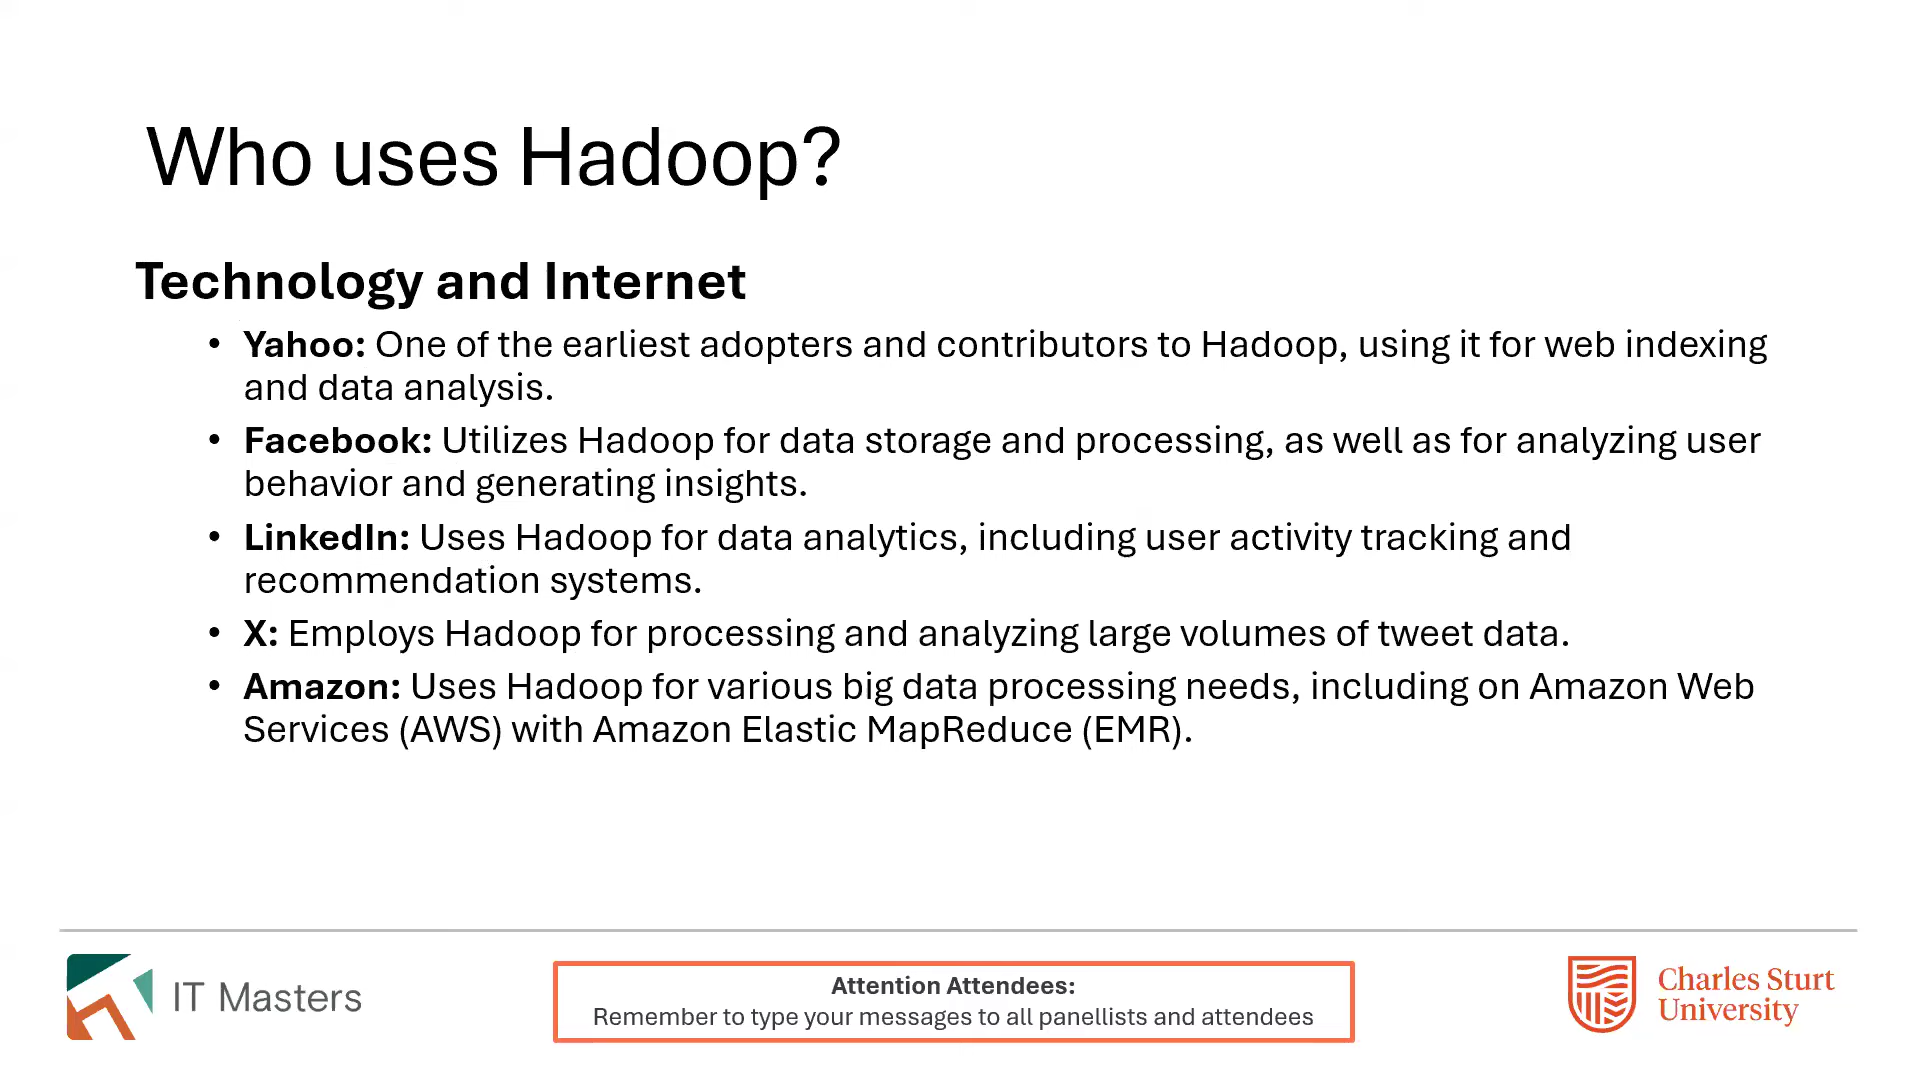 Who uses Hadoop?
Technology and Internet
• Yahoo: One of the earliest adopters and contributors to Hadoop, using it for web indexing
and data analysis.
• Facebook: Utilizes Hadoop for data storage and processing, as well as for analyzing user
behavior and generating insights.
• LinkedIn: Uses Hadoop for data analytics, including user activity tracking and
recommendation systems.
• X: Employs Hadoop for processing and analyzing large volumes of tweet data.
• Amazon: Uses Hadoop for various big data processing needs, including on Amazon Web
Services (AWS) with Amazon Elastic MapReduce (EMR).
IT Masters
Attention Attendees:
Remember to type your messages to all panellists and attendees
Charles Sturt
University